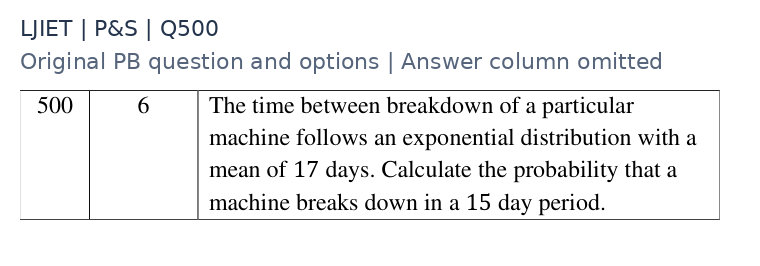 LJIET | P&S | Q500
Original PB question and options | Answer column omitted
500 6 The time between breakdown of a particular
machine follows an exponential distribution with a
mean of 17 days. Calculate the probability that a
machine breaks down in a 15 day period.